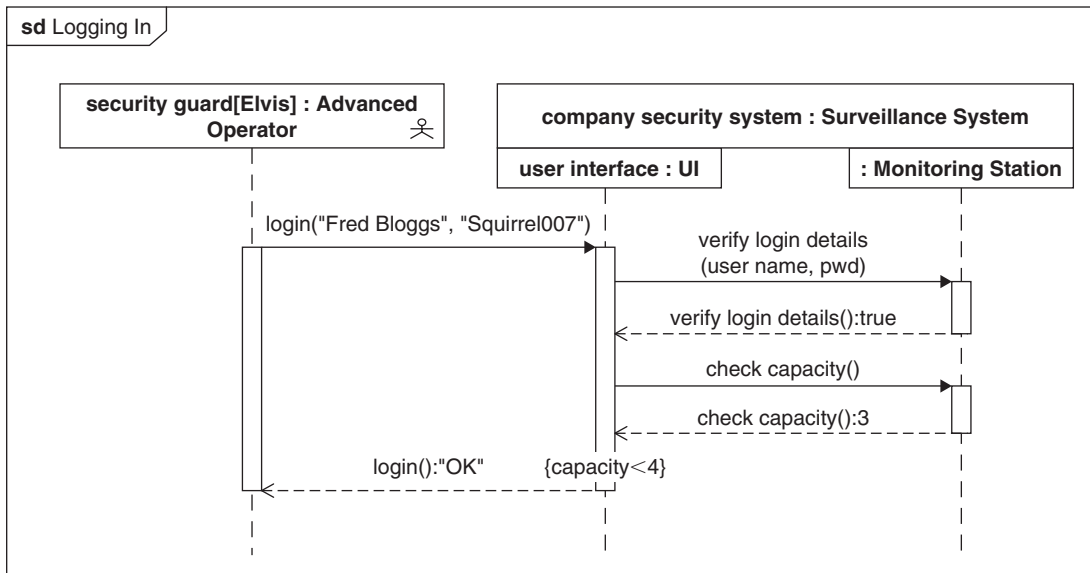 sd Logging In
security guard[Elvis] : Advanced
Operator
company security system : Surveillance System
user interface : UI
: Monitoring Station
login("Fred Bloggs", "Squirrel007")
verify login details
(user name, pwd)
verify login details():true
check capacity()
check capacity():3
login():"OK"
{capacity<4}